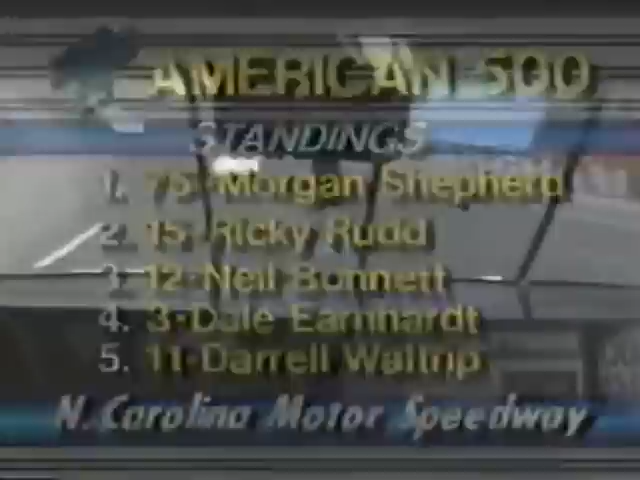 AMERICAN 500
STANDINGS
1. 75-Morgan Shepherd
2. 15-Ricky Rudd
3. 12-Neil Bonnett
4. 3-Dale Earnhardt
5. 11-Darrell Waltrip
N. Carolina Motor Speedway